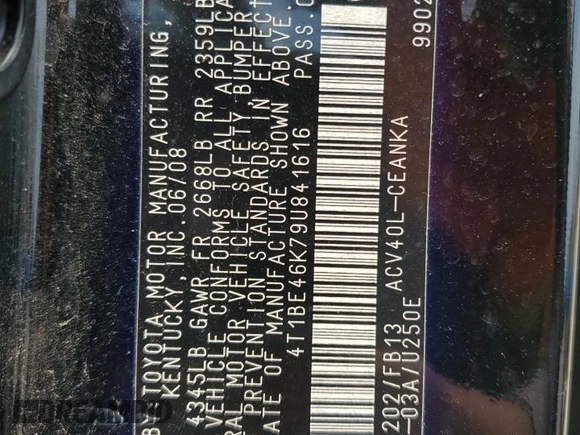 BY TOYOTA MOTOR MANUFACTURING,
KENTUCKY, INC. 06/08
4345LB GAWR FR 2668LB RR 2359LB
VEHICLE CONFORMS TO ALL APPLICA
RAL MOTOR VEHICLE SAFETY, BUMPER
PREVENTION STANDARDS IN EFFECT
ATE OF MANUFACTURE SHOWN ABOVE.
4T1BE46K79U841616 PASS.C
9902
202/FB13 ACV40L-CEANKA
-03A/U250E
DREAMBID